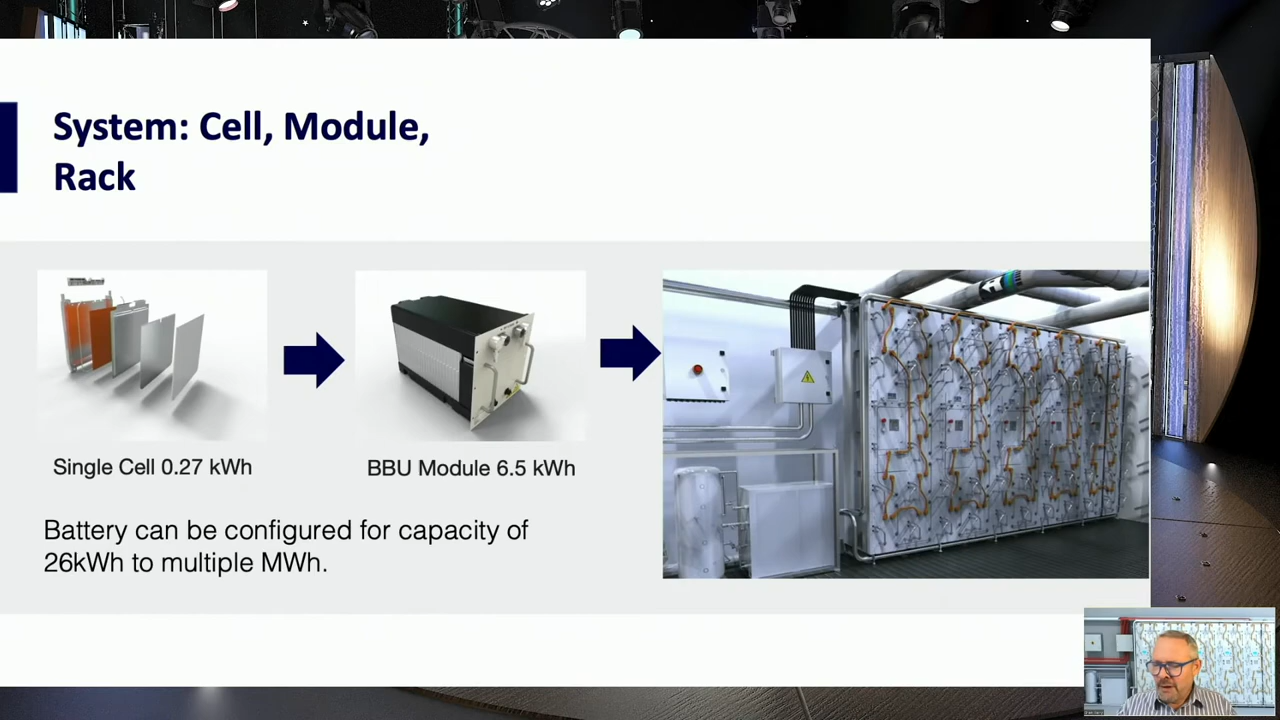 System: Cell, Module,
Rack
Single Cell 0.27 kWh
BBU Module 6.5 kWh
Battery can be configured for capacity of
26kWh to multiple MWh.